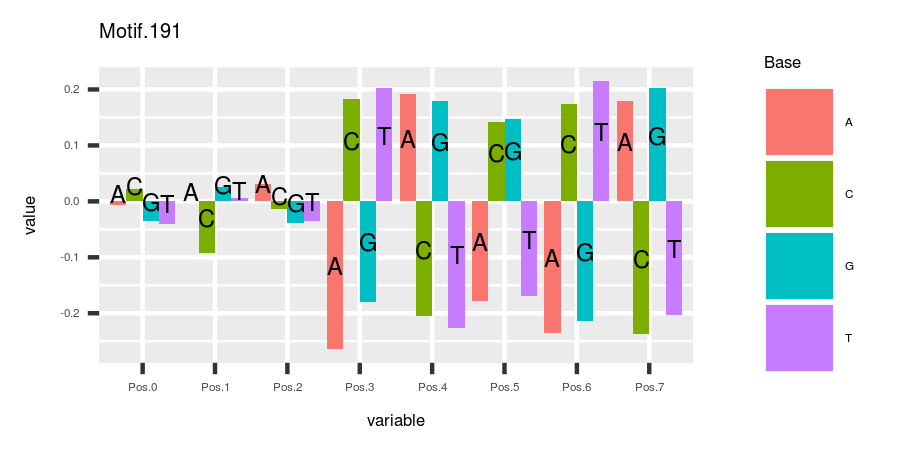 Motif.191
Base
A
C
G
T
value
0.2
0.1
0.0
-0.1
-0.2
A C G T A C G T A C G T A C G T A C G T A C G T A C G T A C G T
Pos.0 Pos.1 Pos.2 Pos.3 Pos.4 Pos.5 Pos.6 Pos.7
variable